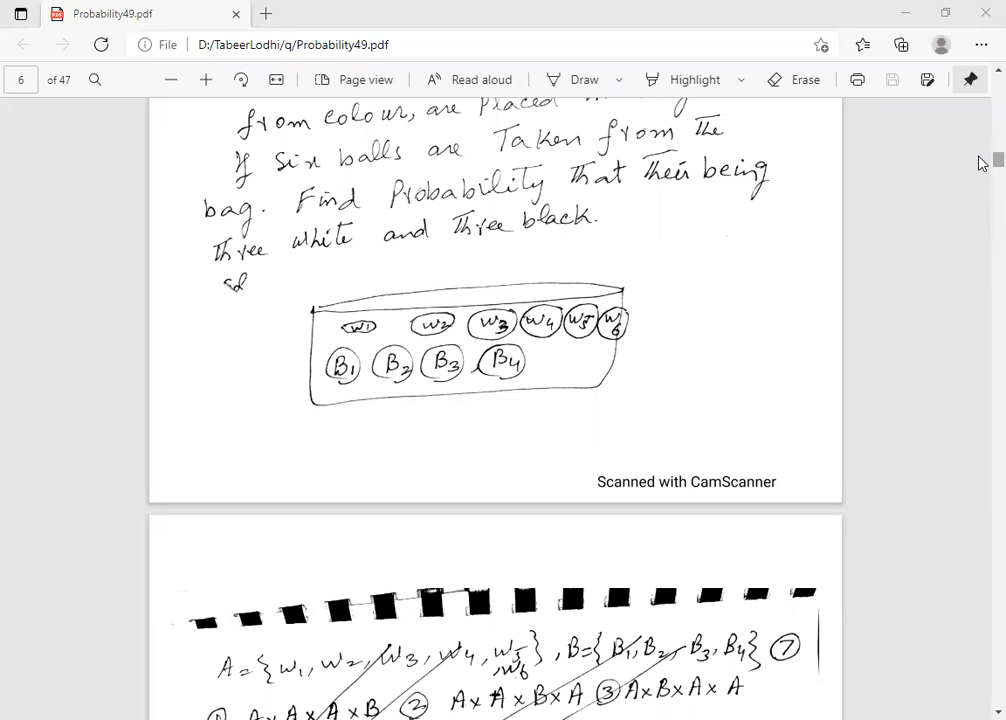 Probability49.pdf
File D:/TabeerLodhi/q/Probability49.pdf
6 of 47 Page view Read aloud Draw Highlight Erase
from colour, are Placed
If Six balls are Taken from The
bag. Find Probability that Their being
Three white and Three black.
W1 W2 W3 W4 W5 W6
B1 B2 B3 B4
Scanned with CamScanner
A={W1, W2, W3, W4, W5}, B={B1, B2, B3, B4} ⑦
, W6
① A×A×A×B ② A×A×B×A ③ A×B×A×A